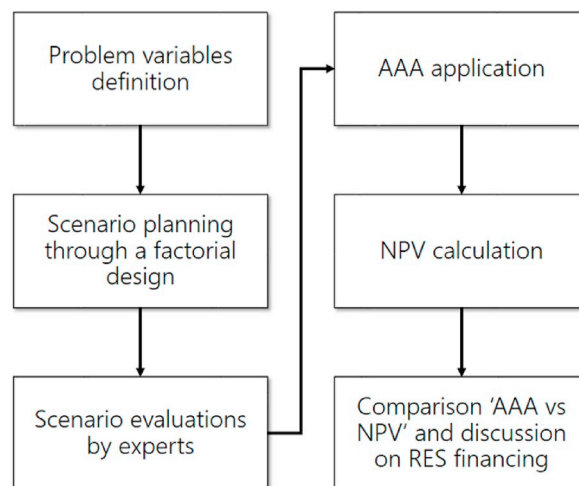 Problem variables
definition
Scenario planning
through a factorial
design
Scenario evaluations
by experts
AAA application
NPV calculation
Comparison ‘AAA vs
NPV’ and discussion
on RES financing